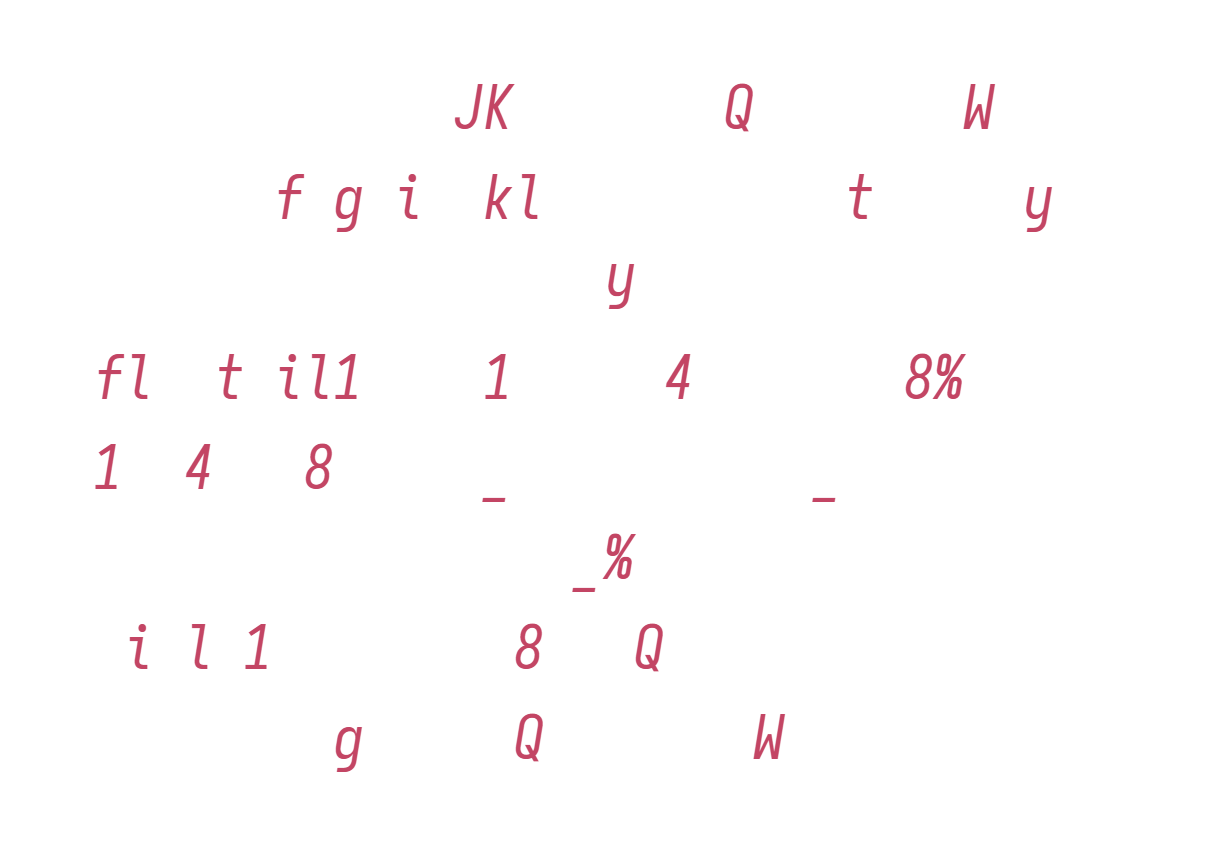 JK Q W
f g i kl t y
y
fl t il1 1 4 8%
1 4 8 _ _
_%
i l 1 8 Q
g Q W